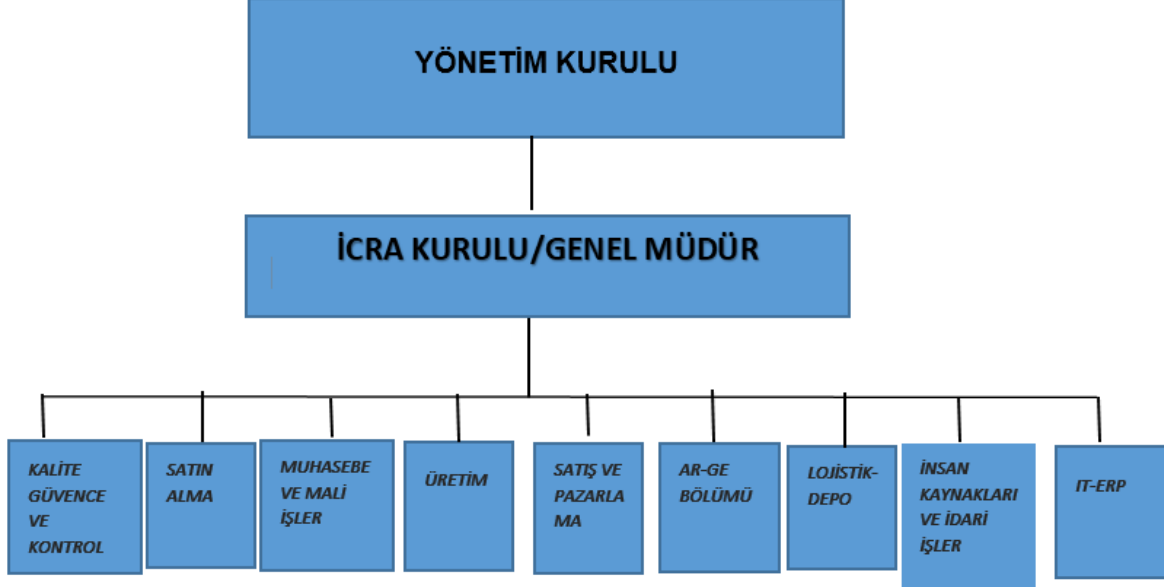 YÖNETİM KURULU
İCRA KURULU/GENEL MÜDÜR
KALİTE
GÜVENCE
VE
KONTROL
SATIN
ALMA
MUHASEBE
VE MALİ
İŞLER
ÜRETİM
SATIŞ VE
PAZARLA
MA
AR-GE
BÖLÜMÜ
LOJİSTİK-
DEPO
İNSAN
KAYNAKLARI
VE İDARİ
İŞLER
IT-ERP